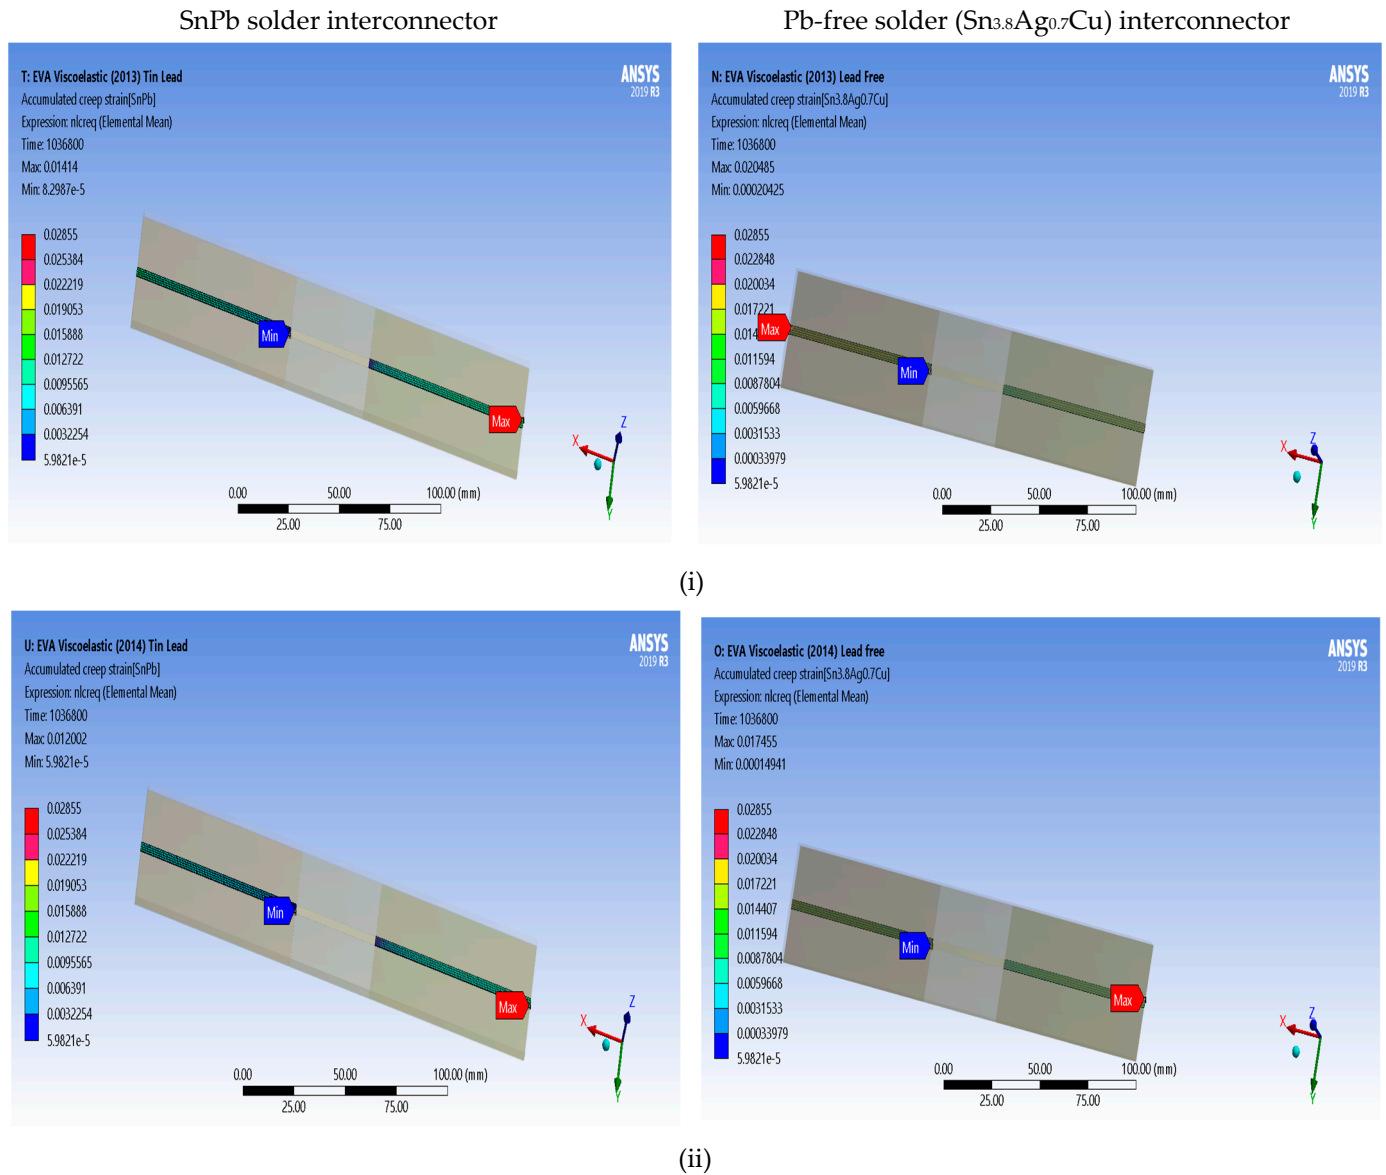 SnPb solder interconnector
Pb-free solder (Sn3.8Ag0.7Cu) interconnector
T: EVA Viscoelastic (2013) Tin Lead
Accumulated creep strain[SnPb]
Expression: nlcreq (Elemental Mean)
Time: 1036800
Max: 0.01414
Min: 8.2987e-5
ANSYS
2019 R3
0.02855
0.025384
0.022219
0.019053
0.015888
0.012722
0.0095565
0.006391
0.0032254
5.9821e-5
Min
Max
X
Z
Y
0.00
50.00
100.00 (mm)
25.00
75.00
N: EVA Viscoelastic (2013) Lead Free
Accumulated creep strain[Sn3.8Ag0.7Cu]
Expression: nlcreq (Elemental Mean)
Time: 1036800
Max: 0.020485
Min: 0.00020425
ANSYS
2019 R3
0.02855
0.022848
0.020034
0.017221
0.011594
0.0087804
0.0059668
0.0031533
0.00033979
5.9821e-5
Max
Min
X
Z
Y
0.00
50.00
100.00 (mm)
25.00
75.00
(i)
U: EVA Viscoelastic (2014) Tin Lead
Accumulated creep strain[SnPb]
Expression: nlcreq (Elemental Mean)
Time: 1036800
Max: 0.012002
Min: 5.9821e-5
ANSYS
2019 R3
0.02855
0.025384
0.022219
0.019053
0.015888
0.012722
0.0095565
0.006391
0.0032254
5.9821e-5
Min
Max
X
Z
Y
0.00
50.00
100.00 (mm)
25.00
75.00
O: EVA Viscoelastic (2014) Lead free
Accumulated creep strain[Sn3.8Ag0.7Cu]
Expression: nlcreq (Elemental Mean)
Time: 1036800
Max: 0.017455
Min: 0.00014941
ANSYS
2019 R3
0.02855
0.022848
0.020034
0.017221
0.014407
0.011594
0.0087804
0.0059668
0.0031533
0.00033979
5.9821e-5
Min
Max
X
Z
Y
0.00
50.00
100.00 (mm)
25.00
75.00
(ii)